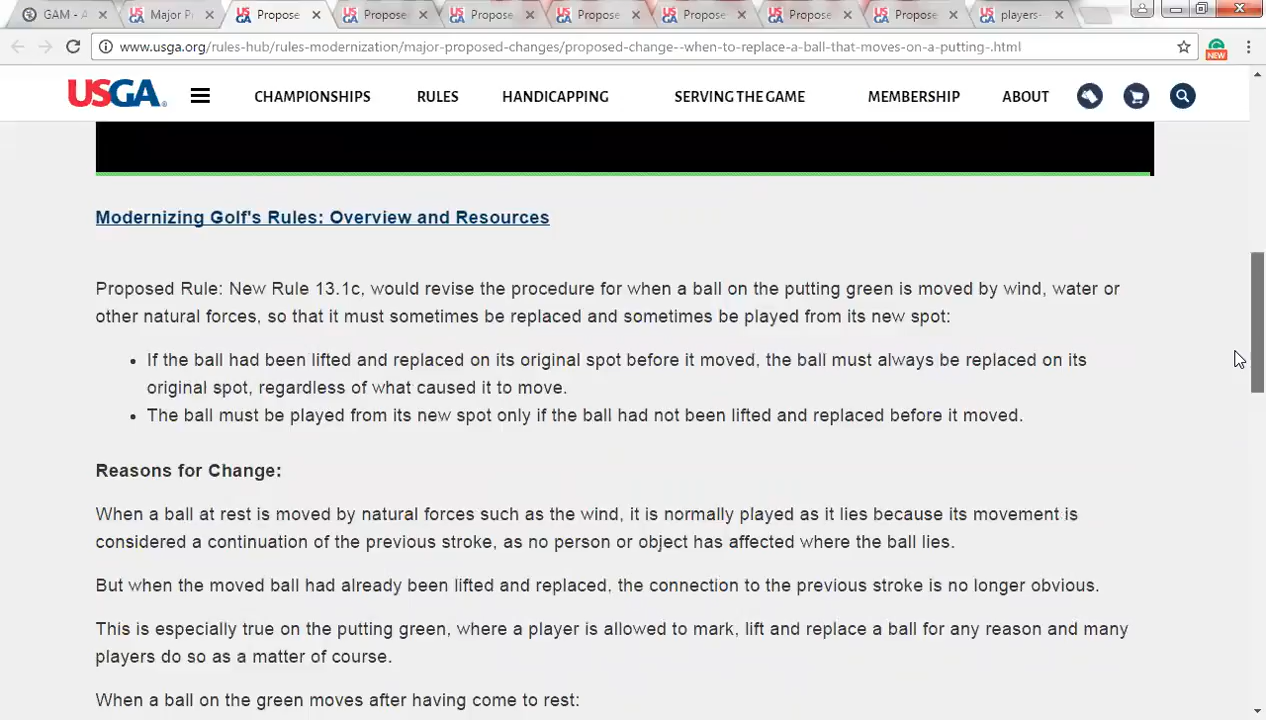 GAM - A
Major P
Propose
Propose
Propose
Propose
Propose
Propose
Propose
players-
www.usga.org/rules-hub/rules-modernization/major-proposed-changes/proposed-change--when-to-replace-a-ball-that-moves-on-a-putting-.html
NEW
USGA
CHAMPIONSHIPS RULES HANDICAPPING SERVING THE GAME MEMBERSHIP ABOUT
Modernizing Golf's Rules: Overview and Resources
Proposed Rule: New Rule 13.1c, would revise the procedure for when a ball on the putting green is moved by wind, water or
other natural forces, so that it must sometimes be replaced and sometimes be played from its new spot:
• If the ball had been lifted and replaced on its original spot before it moved, the ball must always be replaced on its
original spot, regardless of what caused it to move.
• The ball must be played from its new spot only if the ball had not been lifted and replaced before it moved.
Reasons for Change:
When a ball at rest is moved by natural forces such as the wind, it is normally played as it lies because its movement is
considered a continuation of the previous stroke, as no person or object has affected where the ball lies.
But when the moved ball had already been lifted and replaced, the connection to the previous stroke is no longer obvious.
This is especially true on the putting green, where a player is allowed to mark, lift and replace a ball for any reason and many
players do so as a matter of course.
When a ball on the green moves after having come to rest: